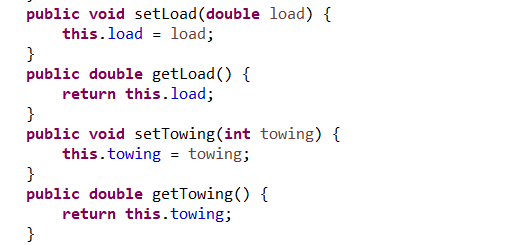 public void setLoad(double load) {
    this.load = load;
}
public double getLoad() {
    return this.load;
}
public void setTowing(int towing) {
    this.towing = towing;
}
public double getTowing() {
    return this.towing;
}